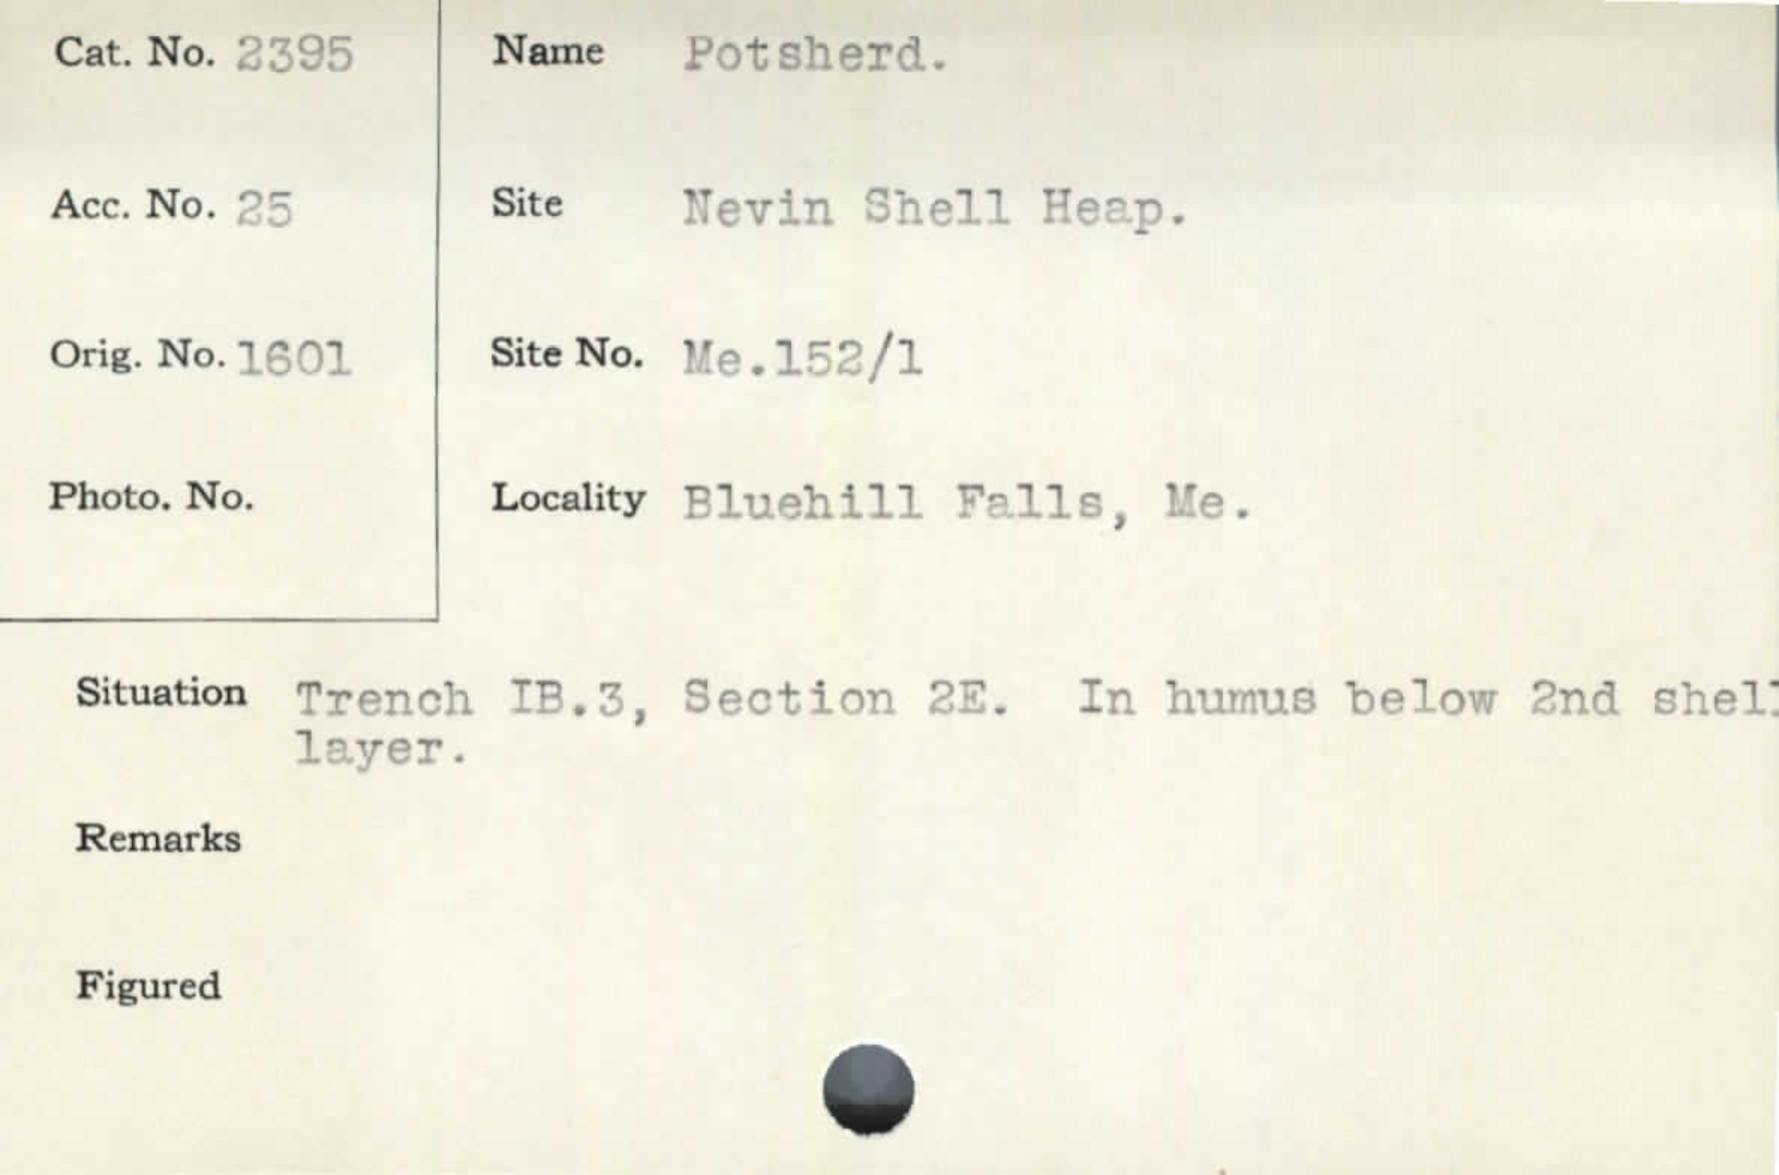 Cat. No. 2395
Name Potsherd.
Acc. No. 25
Site Nevin Shell Heap.
Orig. No. 1601
Site No. Me.152/1
Photo. No.
Locality Bluehill Falls, Me.
Situation Trench IB.3, Section 2E. In humus below 2nd shell
layer.
Remarks
Figured